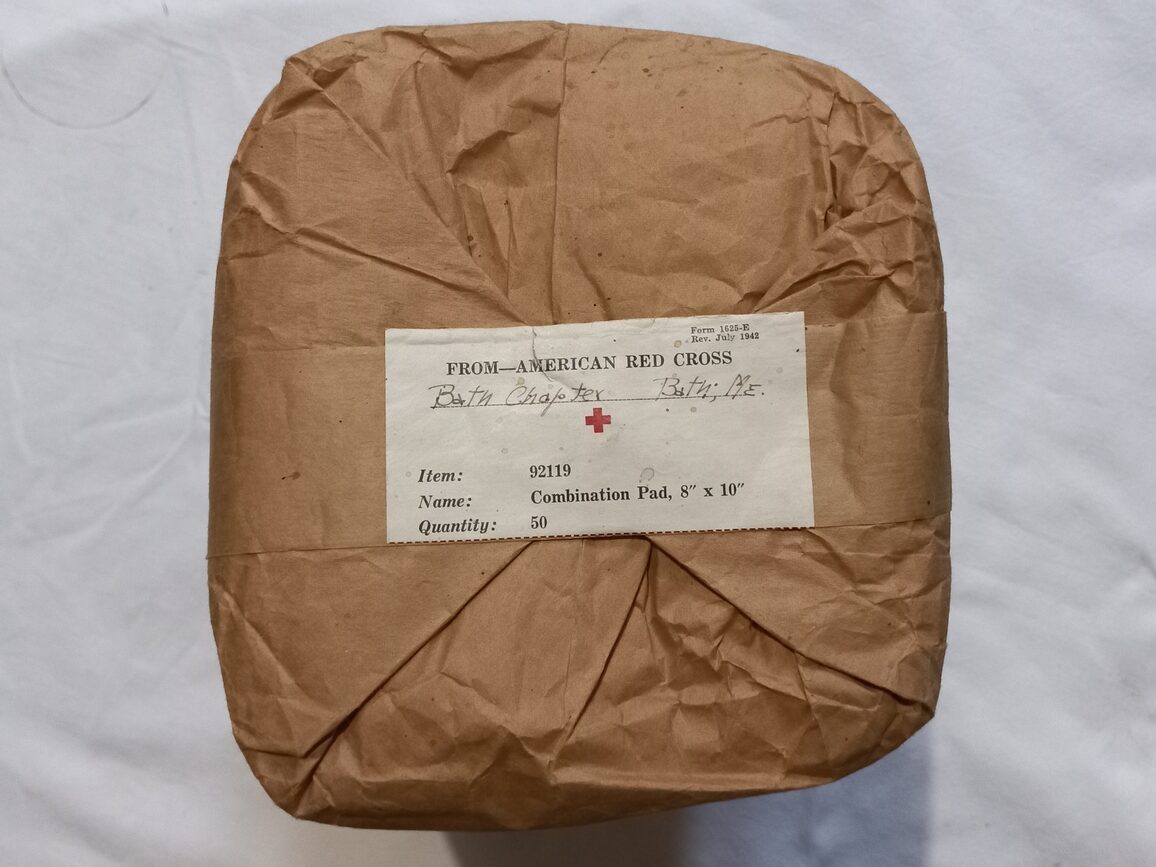 Form 1625-E
Rev. July 1942
FROM—AMERICAN RED CROSS
Bath Chapter Bath, Me.
Item: 92119
Name: Combination Pad, 8″ x 10″
Quantity: 50